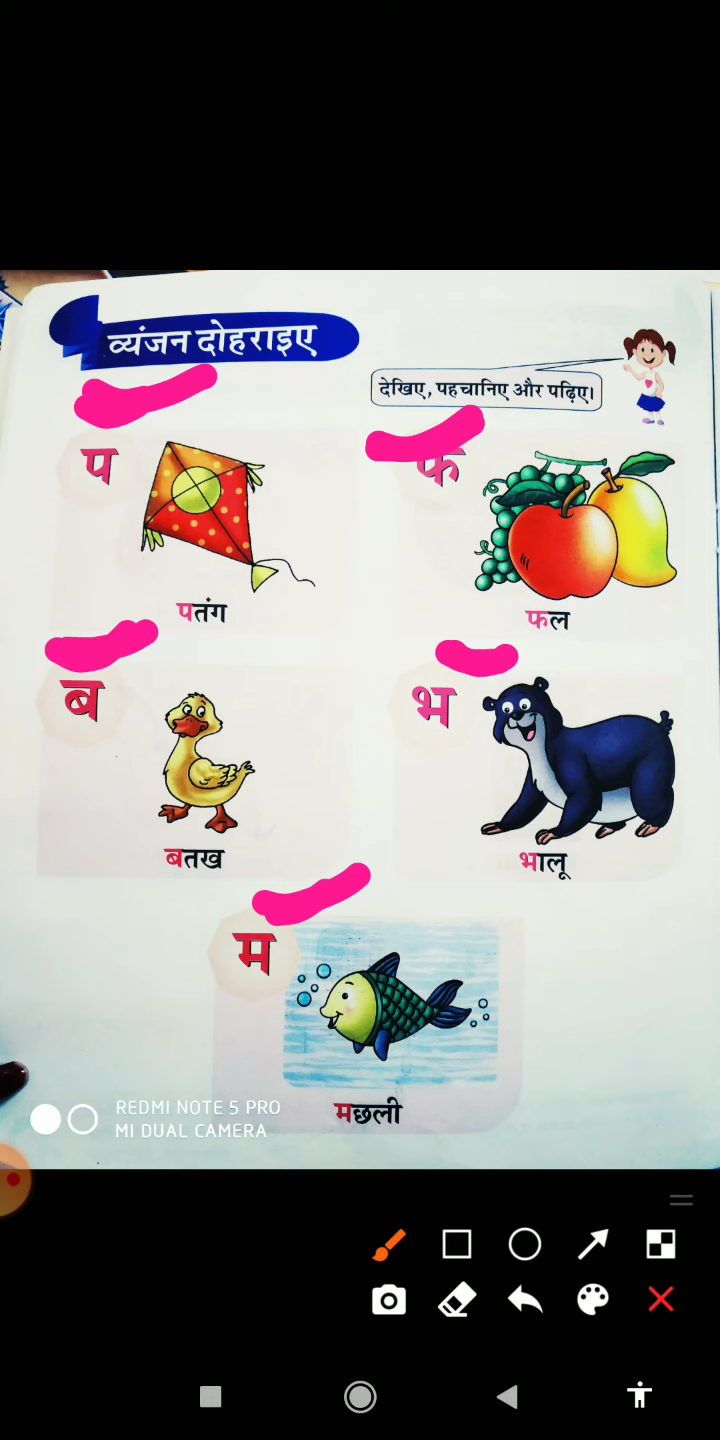 व्यंजन दोहराइए
देखिए, पहचानिए और पढ़िए।
प
फ
पतंग
फल
ब
भ
बतख
भालू
म
मछली
REDMI NOTE 5 PRO
MI DUAL CAMERA